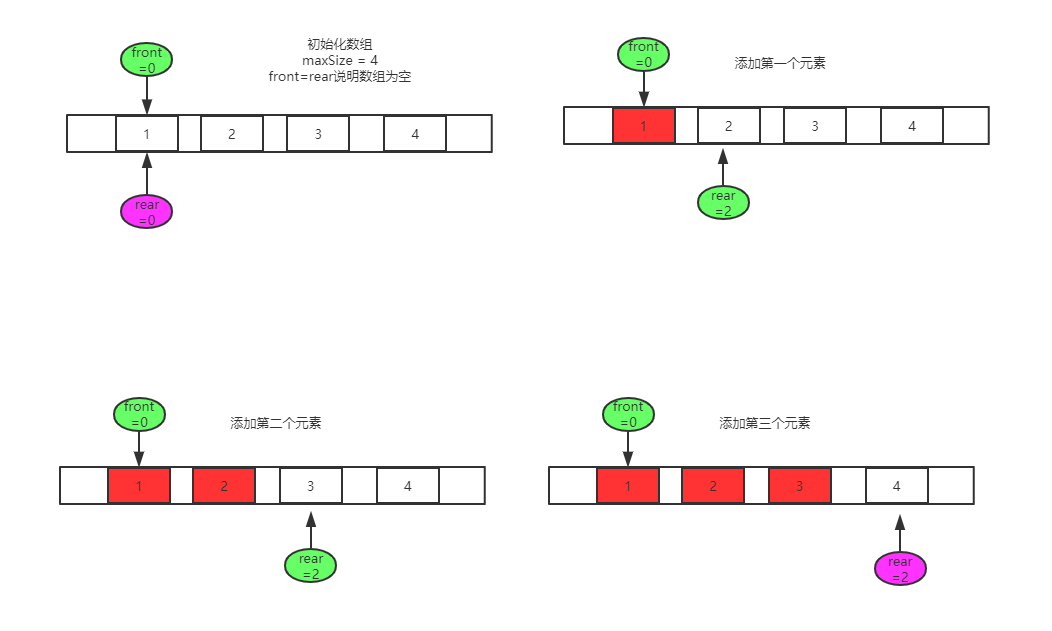 front
=0
初始化数组
maxSize = 4
front=rear说明数组为空
1
2
3
4
rear
=0
front
=0
添加第一个元素
1
2
3
4
rear
=2
front
=0
添加第二个元素
1
2
3
4
rear
=2
front
=0
添加第三个元素
1
2
3
4
rear
=2